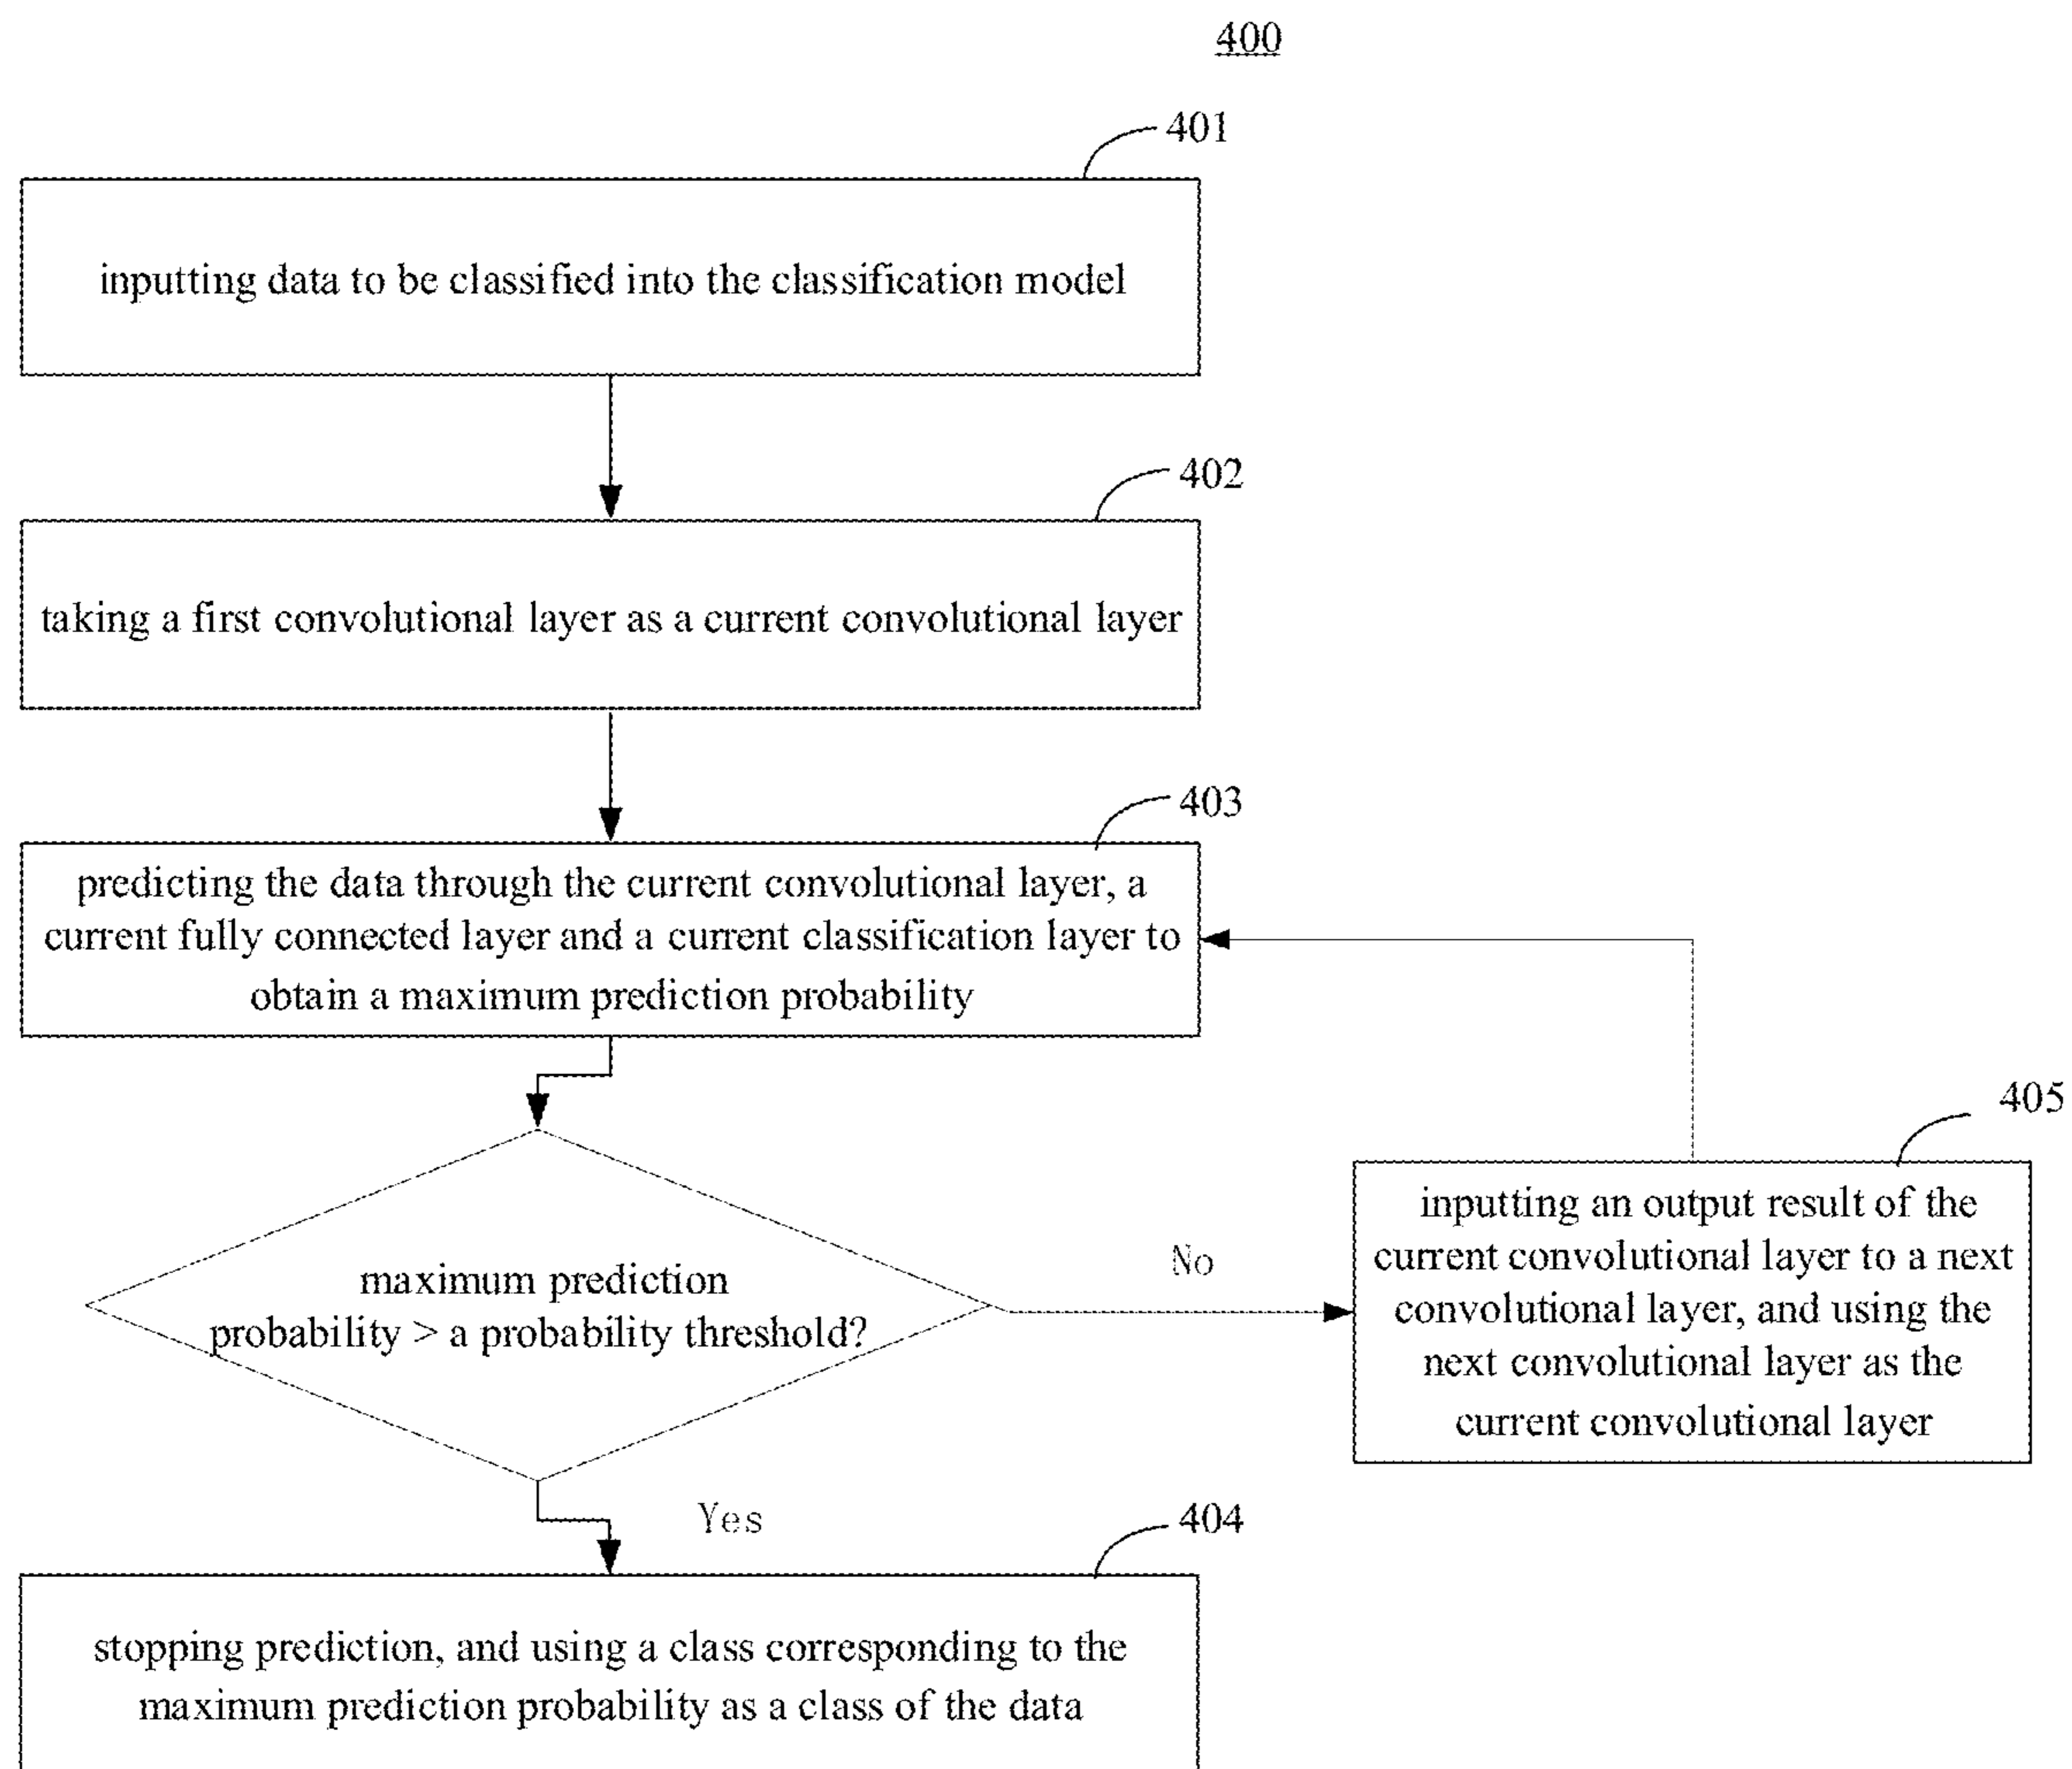 400
401
inputting data to be classified into the classification model
402
taking a first convolutional layer as a current convolutional layer
403
predicting the data through the current convolutional layer, a
current fully connected layer and a current classification layer to
obtain a maximum prediction probability
maximum prediction
probability > a probability threshold?
No
405
inputting an output result of the
current convolutional layer to a next
convolutional layer, and using the
next convolutional layer as the
current convolutional layer
Yes
404
stopping prediction, and using a class corresponding to the
maximum prediction probability as a class of the data